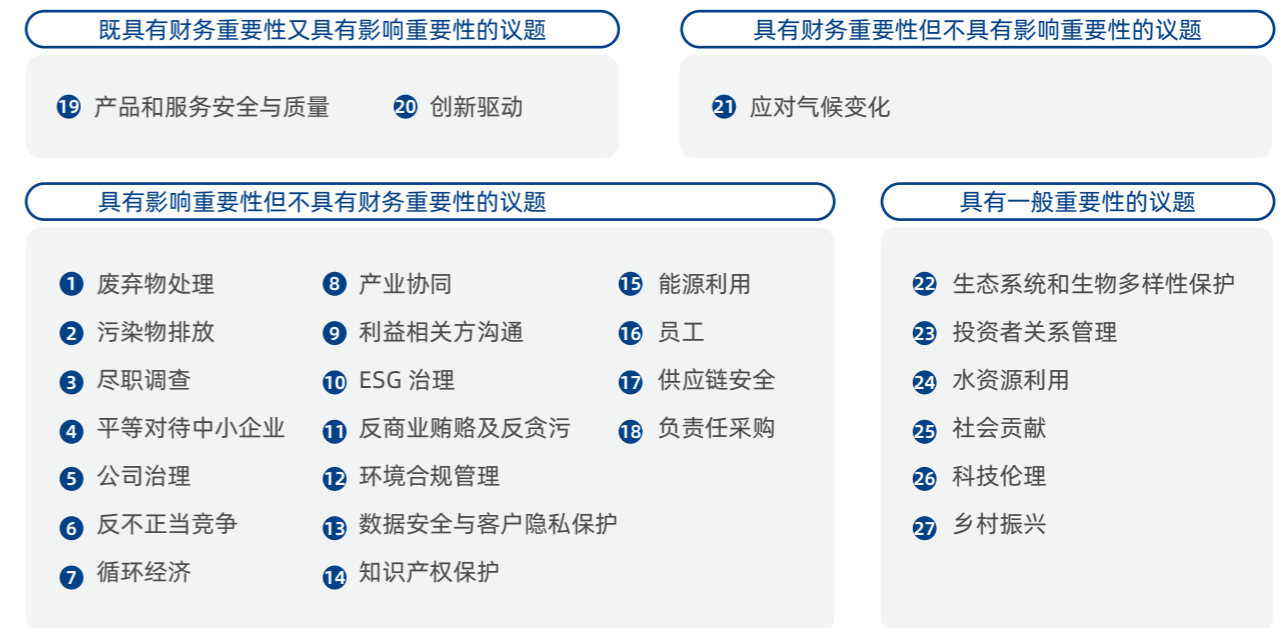 既具有财务重要性又具有影响重要性的议题
19 产品和服务安全与质量
20 创新驱动
具有财务重要性但不具有影响重要性的议题
21 应对气候变化
具有影响重要性但不具有财务重要性的议题
1 废弃物处理
2 污染物排放
3 尽职调查
4 平等对待中小企业
5 公司治理
6 反不正当竞争
7 循环经济
8 产业协同
9 利益相关方沟通
10 ESG 治理
11 反商业贿赂及反贪污
12 环境合规管理
13 数据安全与客户隐私保护
14 知识产权保护
15 能源利用
16 员工
17 供应链安全
18 负责任采购
具有一般重要性的议题
22 生态系统和生物多样性保护
23 投资者关系管理
24 水资源利用
25 社会贡献
26 科技伦理
27 乡村振兴